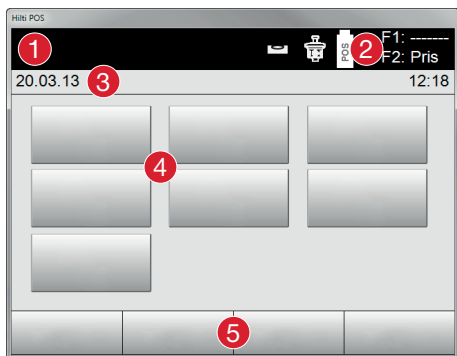 Hilti POS
1
POS
2
F1: -------
F2: Pris
20.03.13
3
12:18
4
5